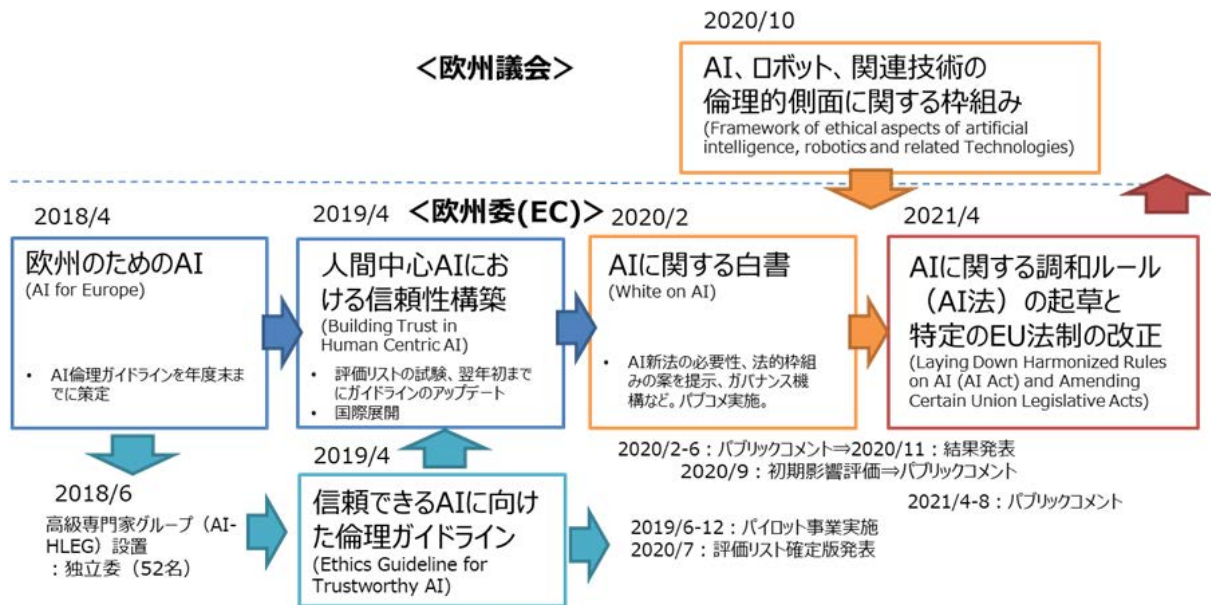 2020/10
＜欧州議会＞
AI、ロボット、関連技術の
倫理的側面に関する枠組み
(Framework of ethical aspects of artificial
intelligence, robotics and related Technologies)
＜欧州委(EC)＞
2018/4
欧州のためのAI
(AI for Europe)
• AI倫理ガイドラインを年度末ま
でに策定
2019/4
人間中心AIにお
ける信頼性構築
(Building Trust in
Human Centric AI)
• 評価リストの試験、翌年初まで
にガイドラインのアップデート
• 国際展開
2020/2
AIに関する白書
(White on AI)
• AI新法の必要性、法的枠組
みの案を提示、ガバナンス機
構など。パブコメ実施。
2021/4
AIに関する調和ルール
（AI法）の起草と
特定のEU法制の改正
(Laying Down Harmonized Rules
on AI (AI Act) and Amending
Certain Union Legislative Acts)
2020/2-6：パブリックコメント⇒2020/11：結果発表
2020/9：初期影響評価⇒パブリックコメント
2021/4-8：パブリックコメント
2018/6
高級専門家グループ（AI-
HLEG）設置
：独立委（52名）
2019/4
信頼できるAIに向け
た倫理ガイドライン
(Ethics Guideline for
Trustworthy AI)
2019/6-12：パイロット事業実施
2020/7：評価リスト確定版発表